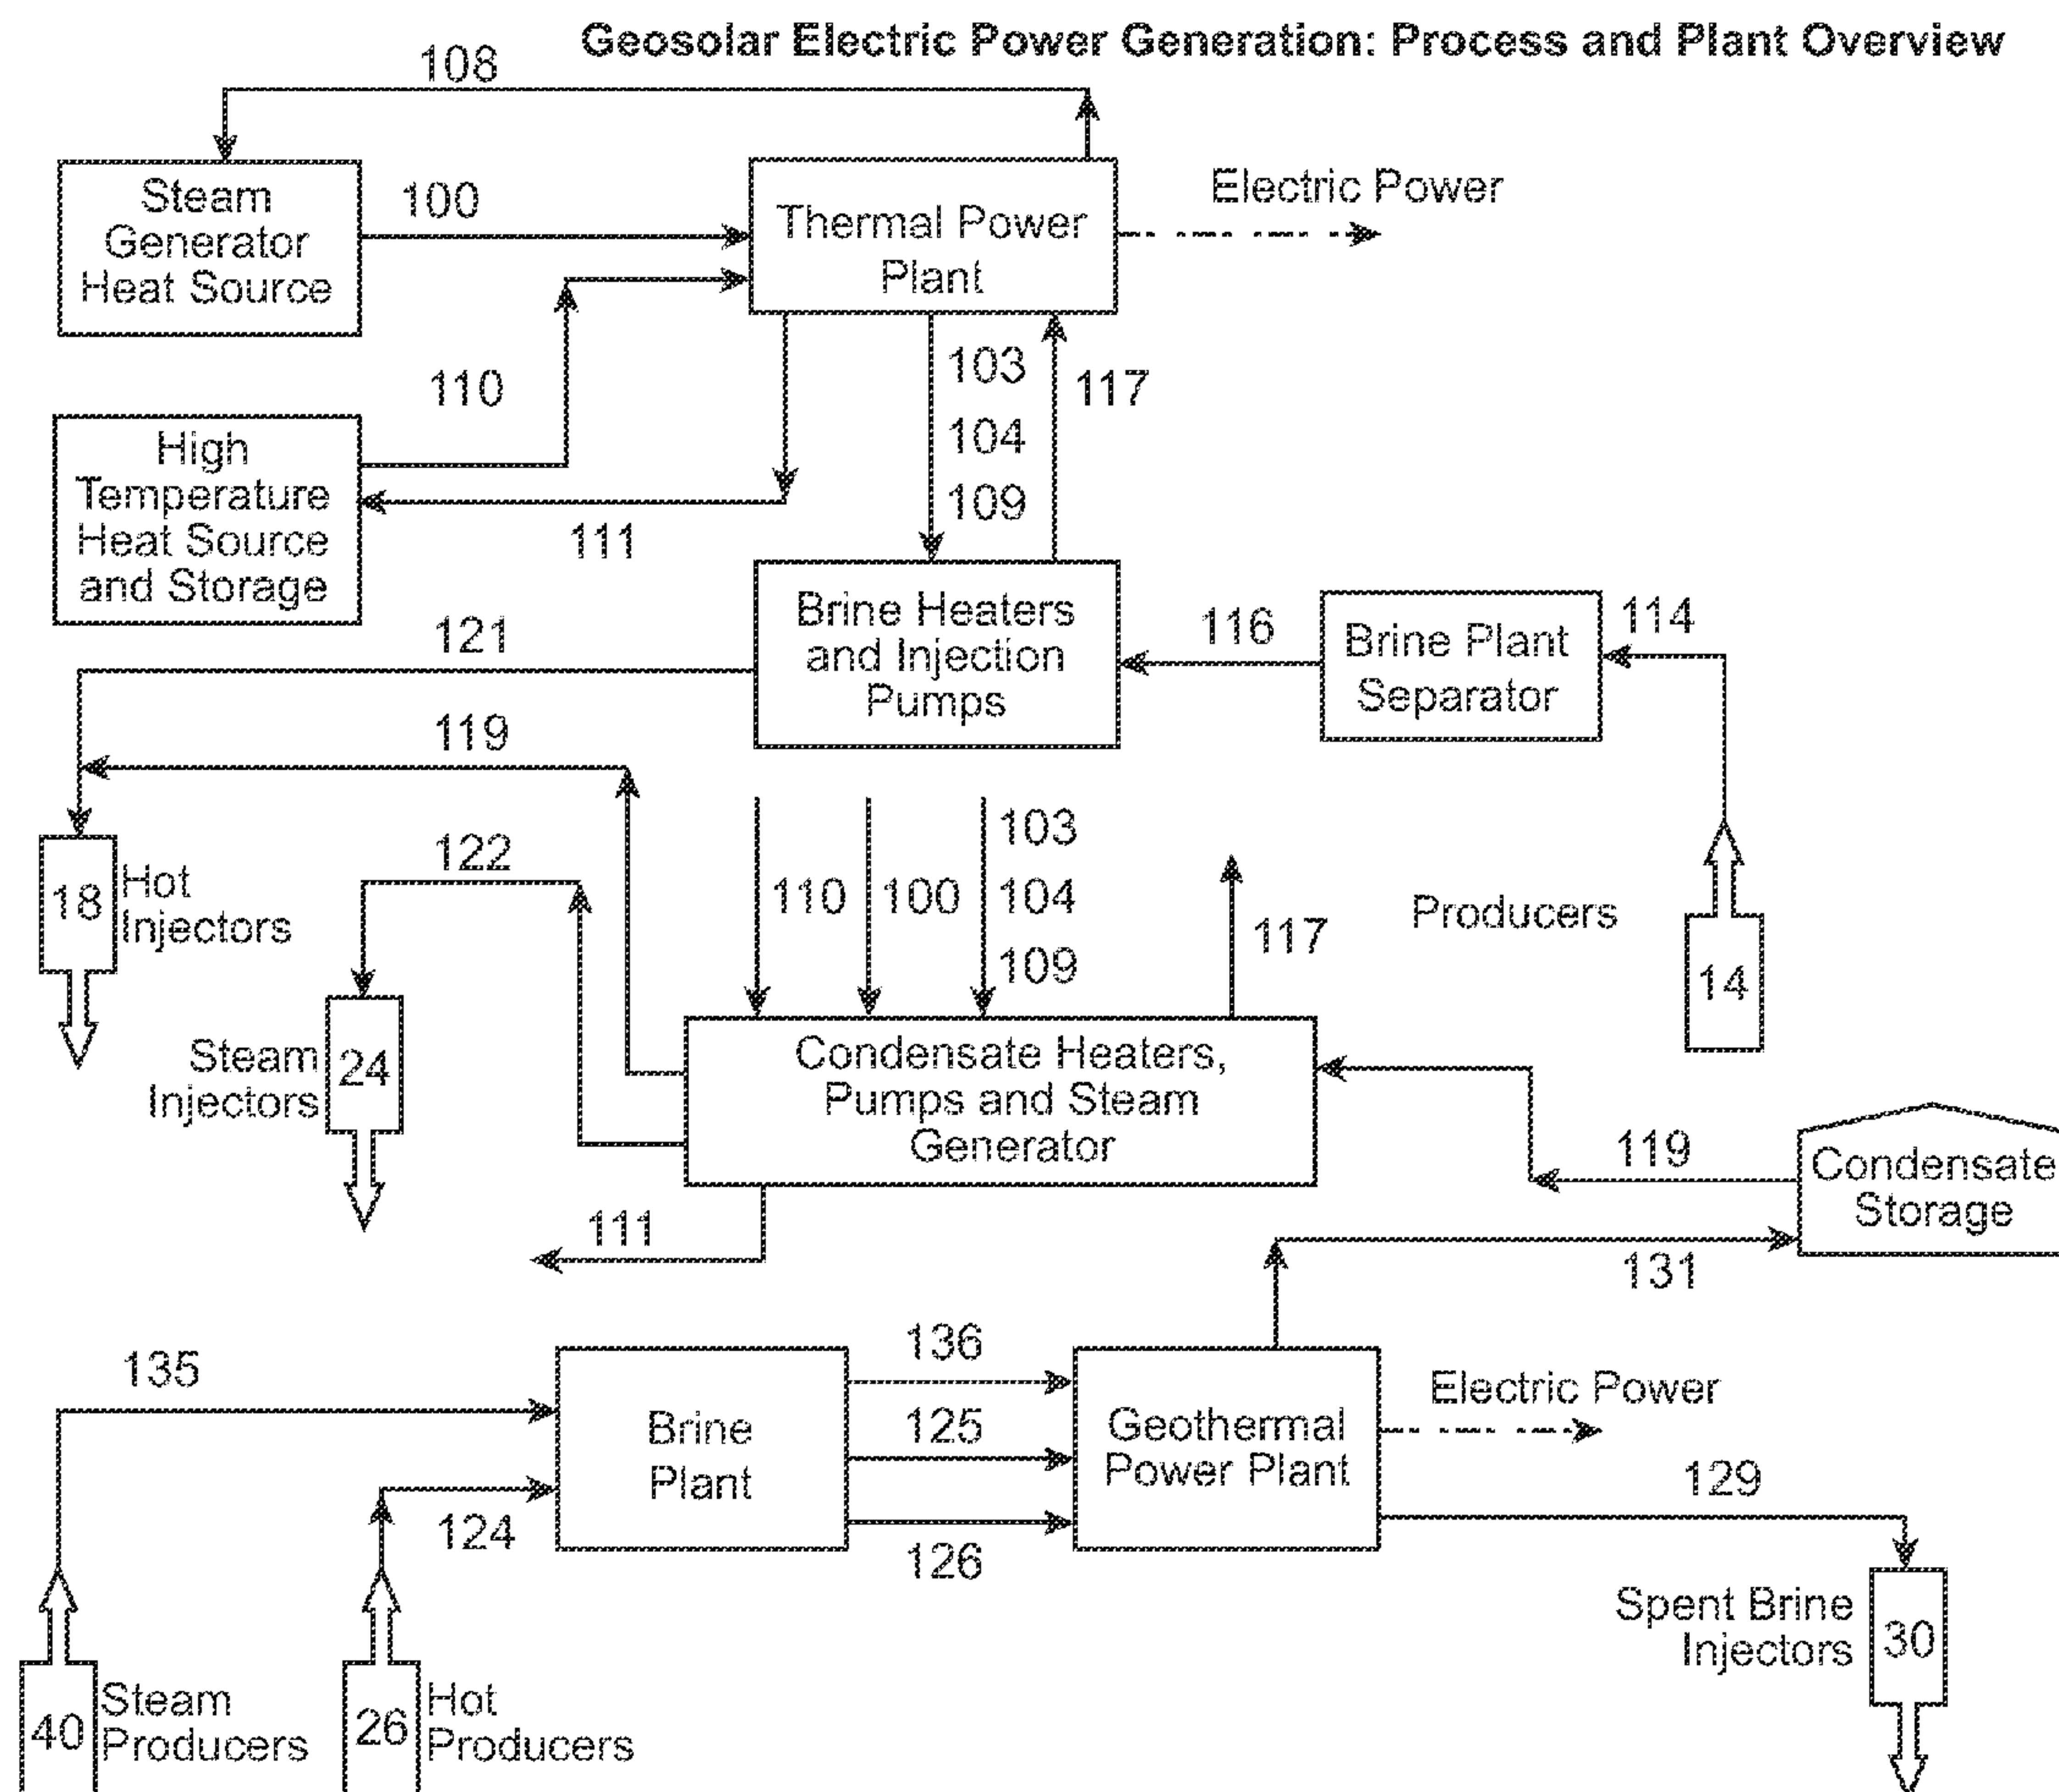 Geosolar Electric Power Generation: Process and Plant Overview
108
Steam
Generator
Heat Source
100
Thermal Power
Plant
Electric Power
110
103
104
109
117
High
Temperature
Heat Source
and Storage
111
121
Brine Heaters
and Injection
Pumps
116
Brine Plant
Separator
114
119
18
Hot
Injectors
122
110
100
103
104
109
117
Producers
14
Steam
Injectors
24
Condensate Heaters,
Pumps and Steam
Generator
119
Condensate
Storage
111
131
135
Brine
Plant
136
125
126
Geothermal
Power Plant
Electric Power
129
124
Spent Brine
Injectors
30
40
Steam
Producers
26
Hot
Producers